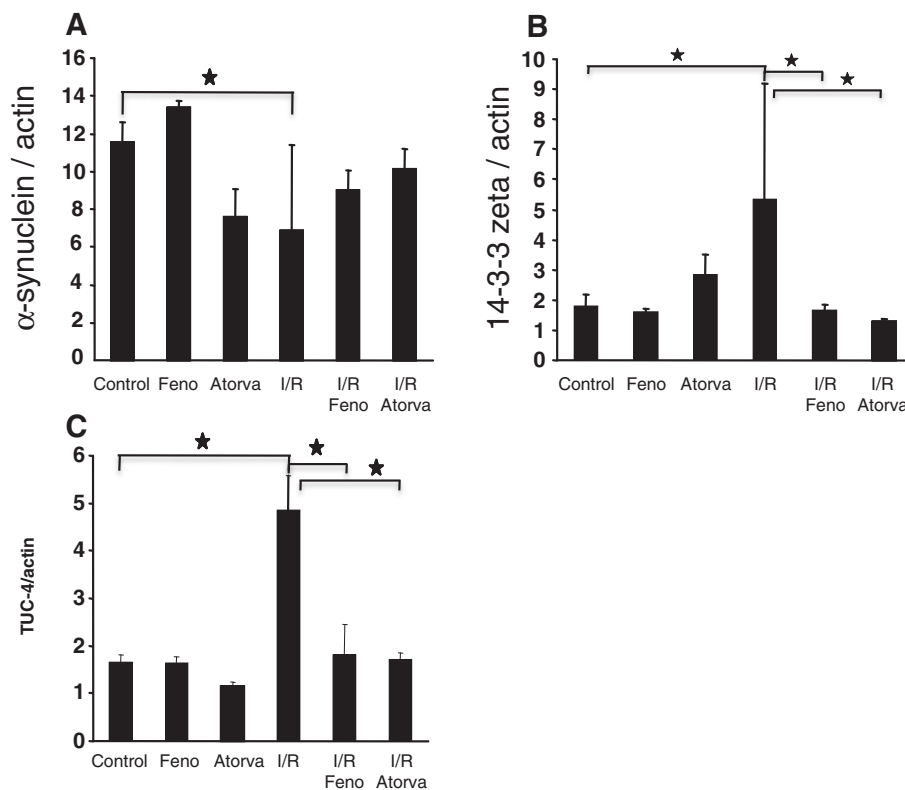 A
α-synuclein / actin
16
14
12
10
8
6
4
2
0
Control Feno Atorva I/R I/R I/R
Feno Atorva
B
14-3-3 zeta / actin
10
9
8
7
6
5
4
3
2
1
0
Control Feno Atorva I/R I/R I/R
Feno Atorva
C
TUC-4/actin
6
5
4
3
2
1
0
Control Feno Atorva I/R I/R I/R
Feno Atorva